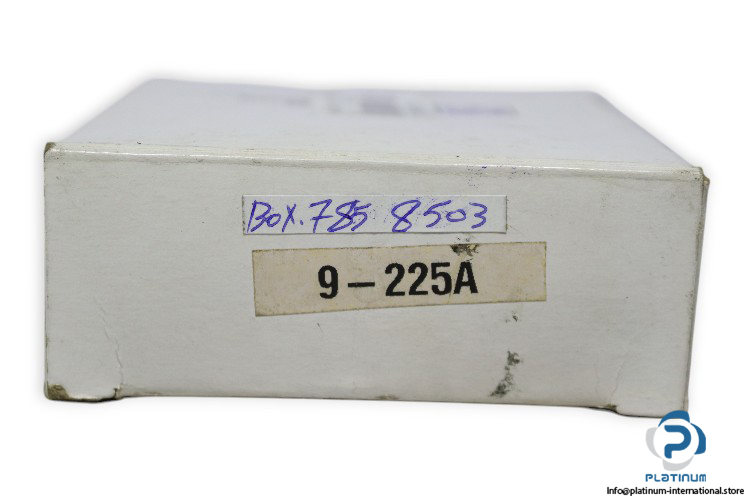 Box.785 8503
9-225A
PLATINUM
Info@platinum-international.store